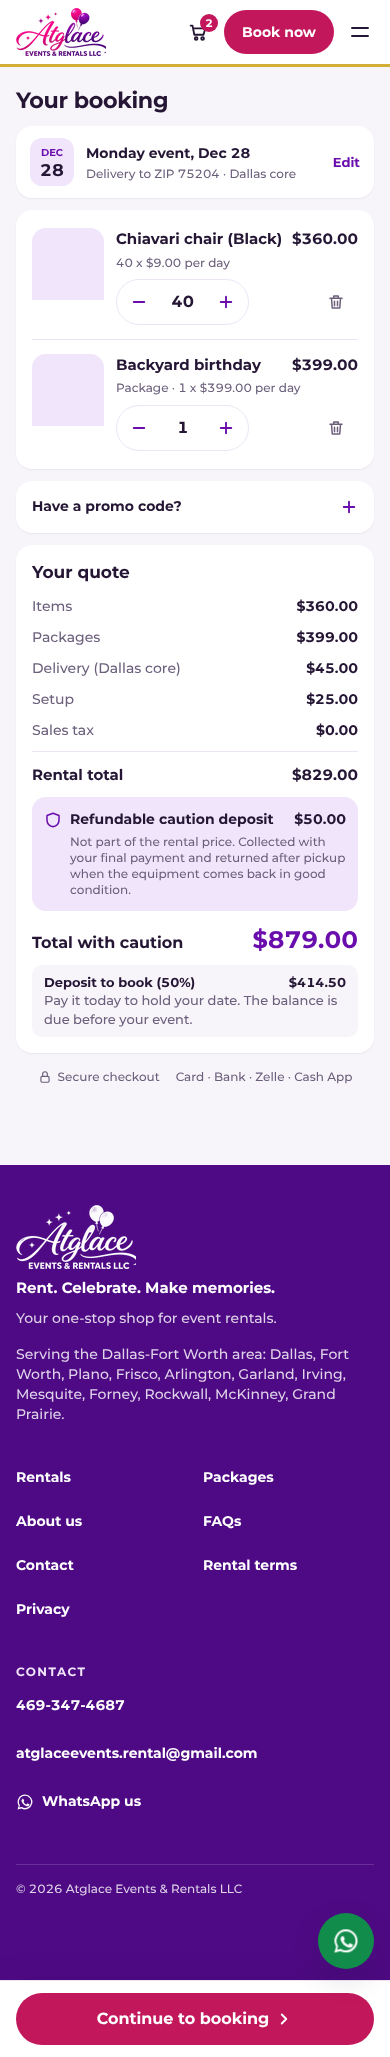 Atglace
EVENTS & RENTALS LLC
2
Book now
Your booking
DEC
28
Monday event, Dec 28
Delivery to ZIP 75204 · Dallas core
Edit
Chiavari chair (Black) $360.00
40 x $9.00 per day
40
Backyard birthday $399.00
Package · 1 x $399.00 per day
1
Have a promo code?
Your quote
Items $360.00
Packages $399.00
Delivery (Dallas core) $45.00
Setup $25.00
Sales tax $0.00
Rental total $829.00
Refundable caution deposit $50.00
Not part of the rental price. Collected with
your final payment and returned after pickup
when the equipment comes back in good
condition.
Total with caution $879.00
Deposit to book (50%) $414.50
Pay it today to hold your date. The balance is
due before your event.
Secure checkout Card · Bank · Zelle · Cash App
Atglace
EVENTS & RENTALS LLC
Rent. Celebrate. Make memories.
Your one-stop shop for event rentals.
Serving the Dallas-Fort Worth area: Dallas, Fort
Worth, Plano, Frisco, Arlington, Garland, Irving,
Mesquite, Forney, Rockwall, McKinney, Grand
Prairie.
Rentals Packages
About us FAQs
Contact Rental terms
Privacy
CONTACT
469-347-4687
atglaceevents.rental@gmail.com
WhatsApp us
© 2026 Atglace Events & Rentals LLC
Continue to booking